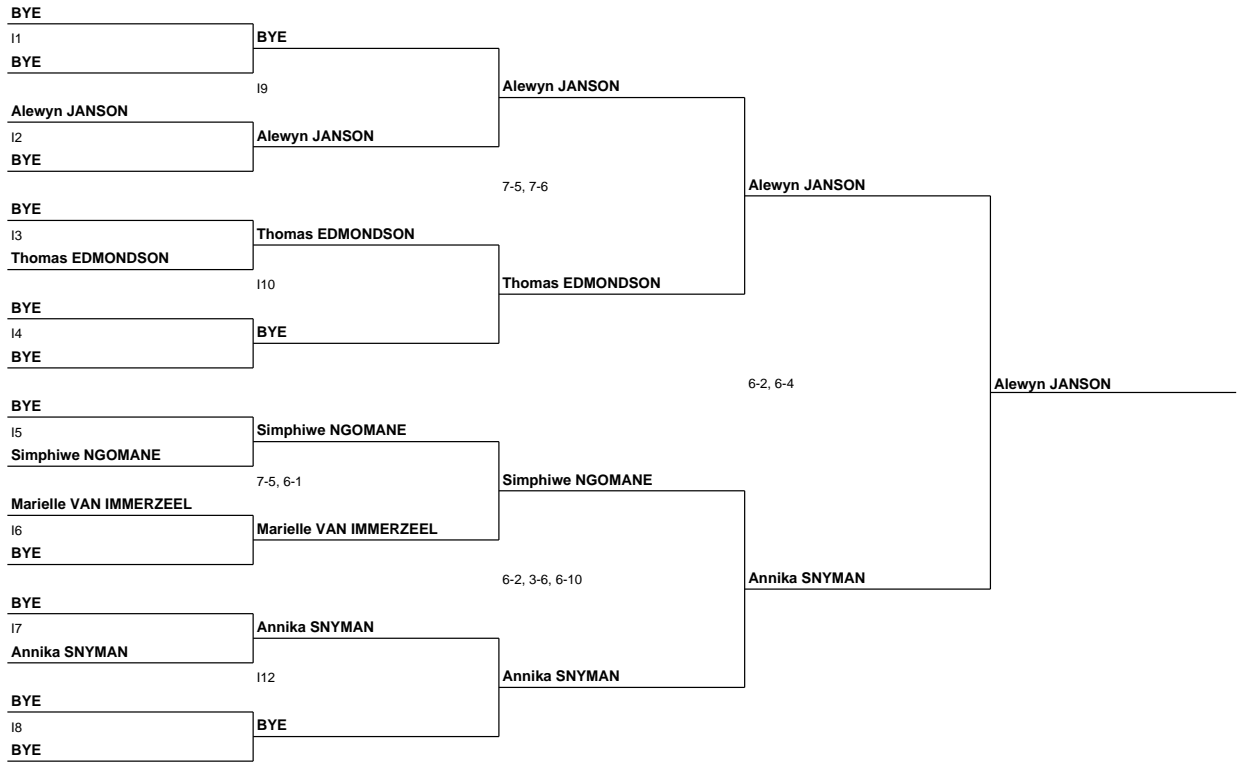 BYE
I1
BYE
BYE
I9
Alewyn JANSON
Alewyn JANSON
I2
Alewyn JANSON
BYE
7-5, 7-6
Alewyn JANSON
BYE
I3
Thomas EDMONDSON
Thomas EDMONDSON
I10
Thomas EDMONDSON
BYE
I4
BYE
BYE
6-2, 6-4
Alewyn JANSON
BYE
I5
Simphiwe NGOMANE
Simphiwe NGOMANE
7-5, 6-1
Simphiwe NGOMANE
Marielle VAN IMMERZEEL
I6
Marielle VAN IMMERZEEL
BYE
6-2, 3-6, 6-10
Annika SNYMAN
BYE
I7
Annika SNYMAN
Annika SNYMAN
I12
Annika SNYMAN
BYE
I8
BYE
BYE